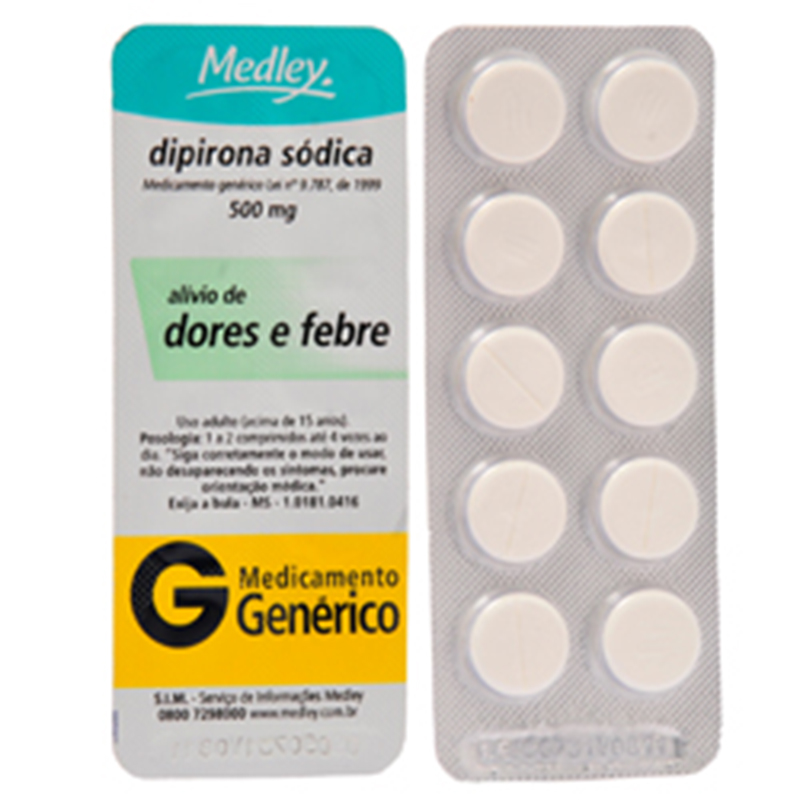 Medley.
dipirona sódica
Medicamento genérico Lei nº 9.787, de 1999
500 mg
alívio de
dores e febre
Uso adulto (acima de 15 anos).
Posologia: 1 a 2 comprimidos até 4 vezes ao
dia. "Siga corretamente o modo de usar,
não desaparecendo os sintomas, procure
orientação médica."
Exija a bula - MS - 1.0181.0416
G Medicamento
Genérico
S.I.M. - Serviço de Informações Medley
0800 7298000 www.medley.com.br